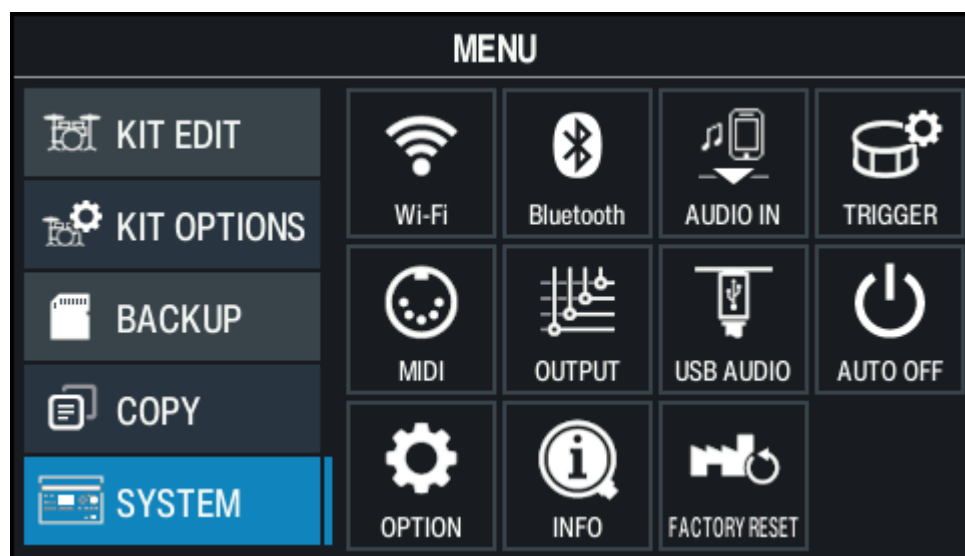 MENU
KIT EDIT
KIT OPTIONS
BACKUP
COPY
SYSTEM
Wi-Fi
Bluetooth
AUDIO IN
TRIGGER
MIDI
OUTPUT
USB AUDIO
AUTO OFF
OPTION
INFO
FACTORY RESET